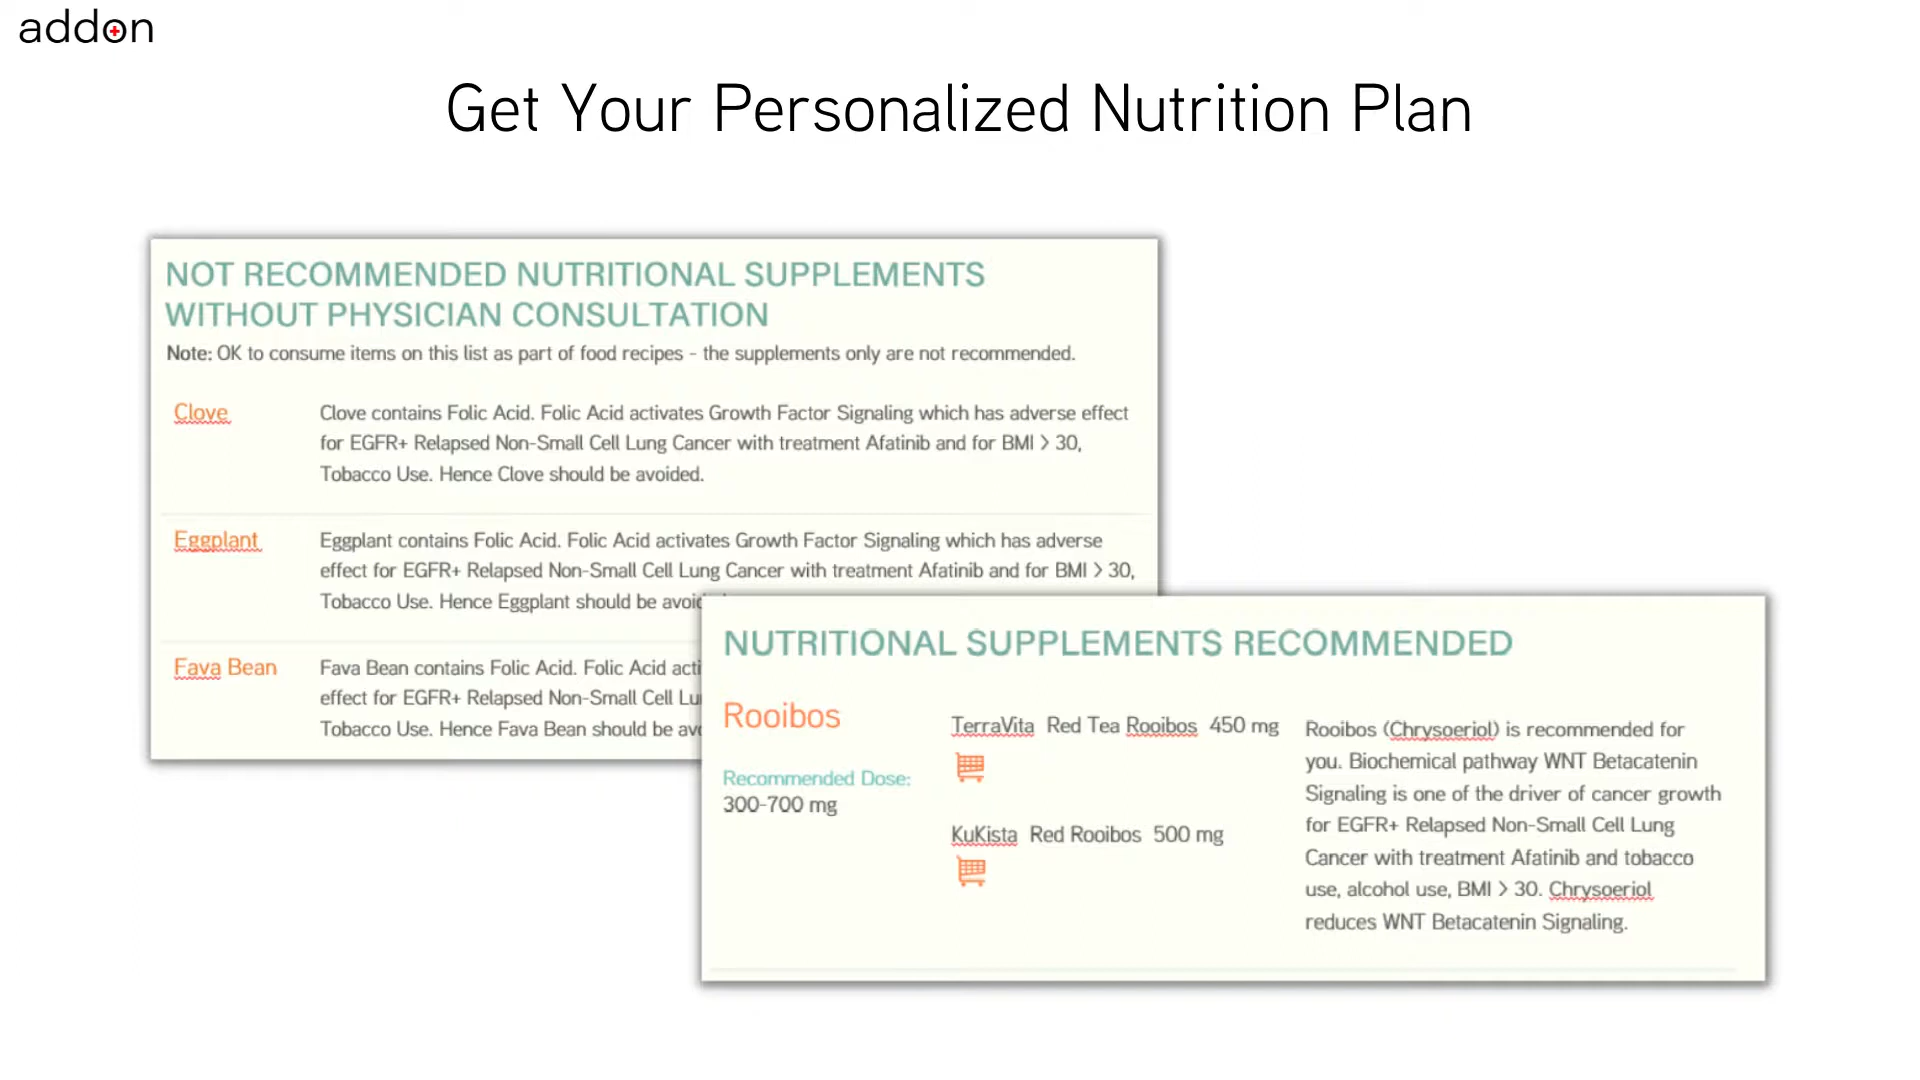 addon
Get Your Personalized Nutrition Plan
NOT RECOMMENDED NUTRITIONAL SUPPLEMENTS
WITHOUT PHYSICIAN CONSULTATION
Note: OK to consume items on this list as part of food recipes - the supplements only are not recommended.
Clove
Clove contains Folic Acid. Folic Acid activates Growth Factor Signaling which has adverse effect
for EGFR+ Relapsed Non-Small Cell Lung Cancer with treatment Afatinib and for BMI > 30,
Tobacco Use. Hence Clove should be avoided.
Eggplant
Eggplant contains Folic Acid. Folic Acid activates Growth Factor Signaling which has adverse
effect for EGFR+ Relapsed Non-Small Cell Lung Cancer with treatment Afatinib and for BMI > 30,
Tobacco Use. Hence Eggplant should be
Fava Bean
Fava Bean contains Folic Acid. Folic Acid
effect for EGFR+ Relapsed Non-Small Cell
Tobacco Use. Hence Fava Bean should be
NUTRITIONAL SUPPLEMENTS RECOMMENDED
Rooibos
Recommended Dose:
300-700 mg
TerraVita Red Tea Rooibos 450 mg
KuKista Red Rooibos 500 mg
Rooibos (Chrysoeriol) is recommended for
you. Biochemical pathway WNT Betacatenin
Signaling is one of the driver of cancer growth
for EGFR+ Relapsed Non-Small Cell Lung
Cancer with treatment Afatinib and tobacco
use, alcohol use, BMI > 30. Chrysoeriol
reduces WNT Betacatenin Signaling.